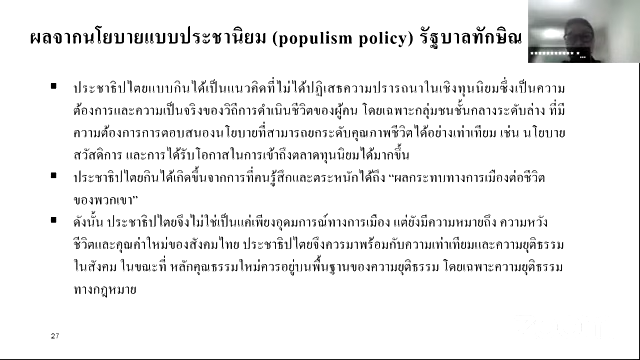 ผลจากนโยบายแบบประชานิยม (populism policy) รัฐบาลทักษิณ
▪ ประชาธิปไตยแบบกินได้เป็นแนวคิดที่ไม่ได้ปฏิเสธความปรารถนาในเชิงทุนนิยมซึ่งเป็นความ
ต้องการและความเป็นจริงของวิถีการดำเนินชีวิตของผู้คน โดยเฉพาะกลุ่มชนชั้นกลางระดับล่าง ที่มี
ความต้องการการตอบสนองนโยบายที่สามารถยกระดับคุณภาพชีวิตได้อย่างเท่าเทียม เช่น นโยบาย
สวัสดิการ และการได้รับโอกาสในการเข้าถึงตลาดทุนนิยมได้มากขึ้น
▪ ประชาธิปไตยกินได้เกิดขึ้นจากการที่คนรู้สึกและตระหนักได้ถึง “ผลกระทบทางการเมืองต่อชีวิต
ของพวกเขา”
▪ ดังนั้น ประชาธิปไตยจึงไม่ใช่เป็นแค่เพียงอุดมการณ์ทางการเมือง แต่ยังมีความหมายถึง ความหวัง
ชีวิตและคุณค่าใหม่ของสังคมไทย ประชาธิปไตยจึงควรมาพร้อมกับความเท่าเทียมและความยุติธรรม
ในสังคม ในขณะที่ หลักคุณธรรมใหม่ควรอยู่บนพื้นฐานของความยุติธรรม โดยเฉพาะความยุติธรรม
ทางกฎหมาย
27